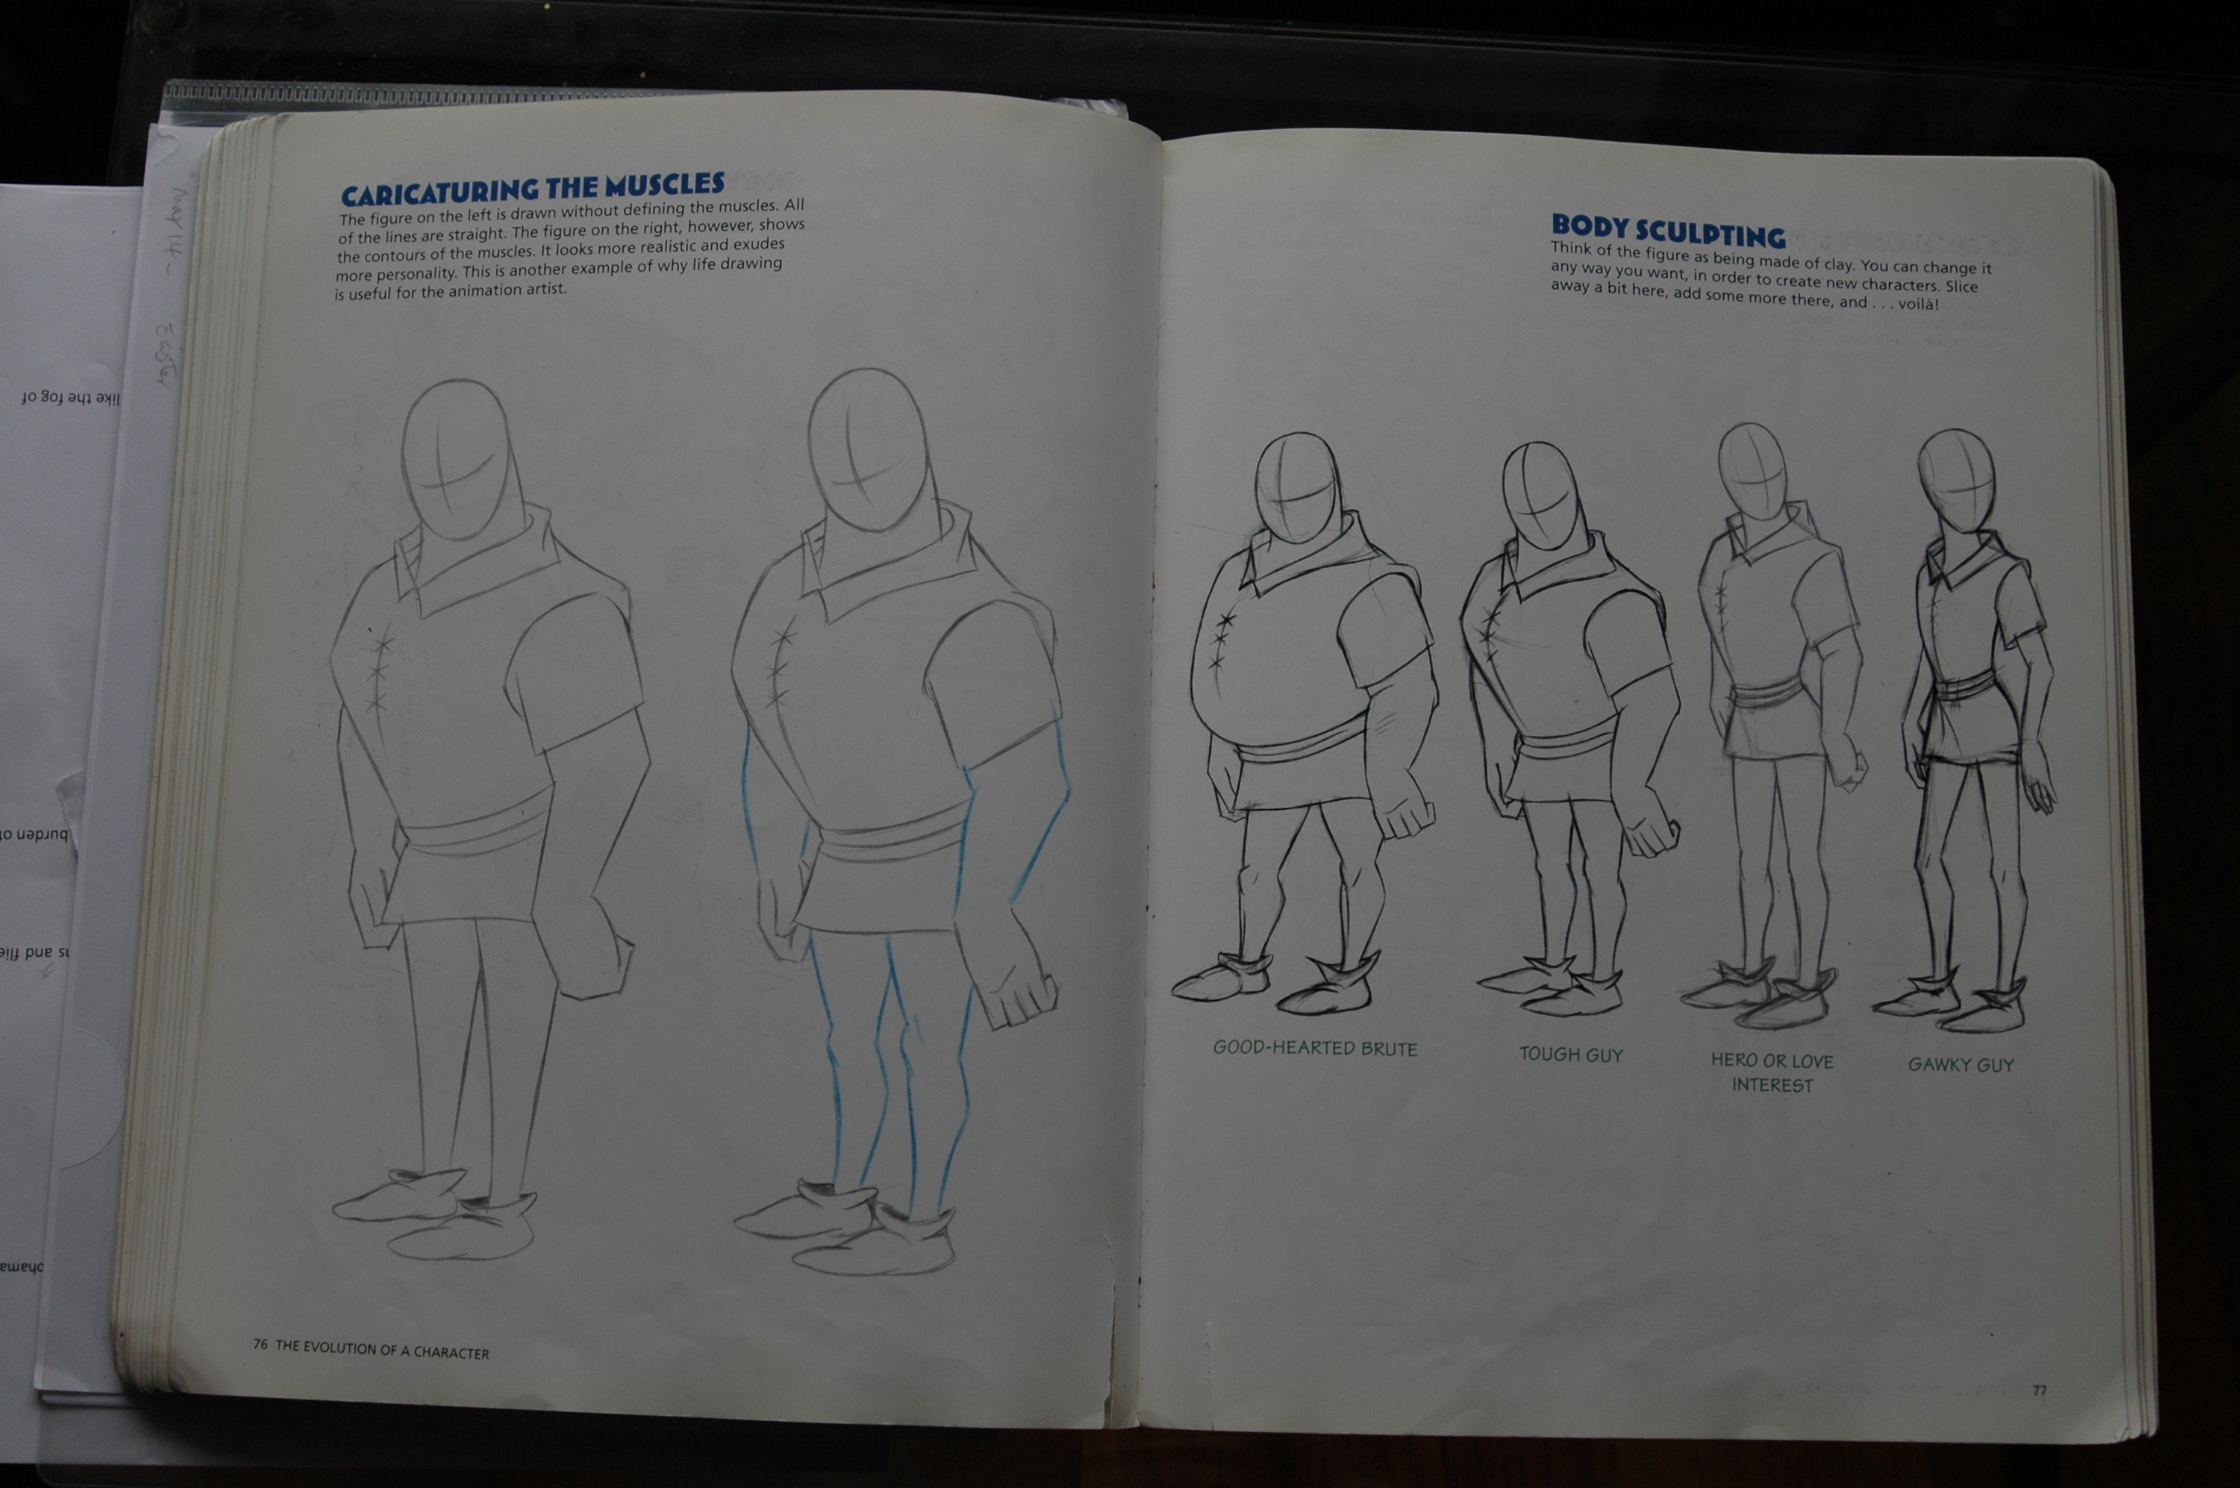 CARICATURING THE MUSCLES
The figure on the left is drawn without defining the muscles. All
of the lines are straight. The figure on the right, however, shows
the contours of the muscles. It looks more realistic and exudes
more personality. This is another example of why life drawing
is useful for the animation artist.
76 THE EVOLUTION OF A CHARACTER
BODY SCULPTING
Think of the figure as being made of clay. You can change it
any way you want, in order to create new characters. Slice
away a bit here, add some more there, and . . . voilà!
GOOD-HEARTED BRUTE
TOUGH GUY
HERO OR LOVE
INTEREST
GAWKY GUY
77
Mar 14 -
Easter
like the fog of
burden
and